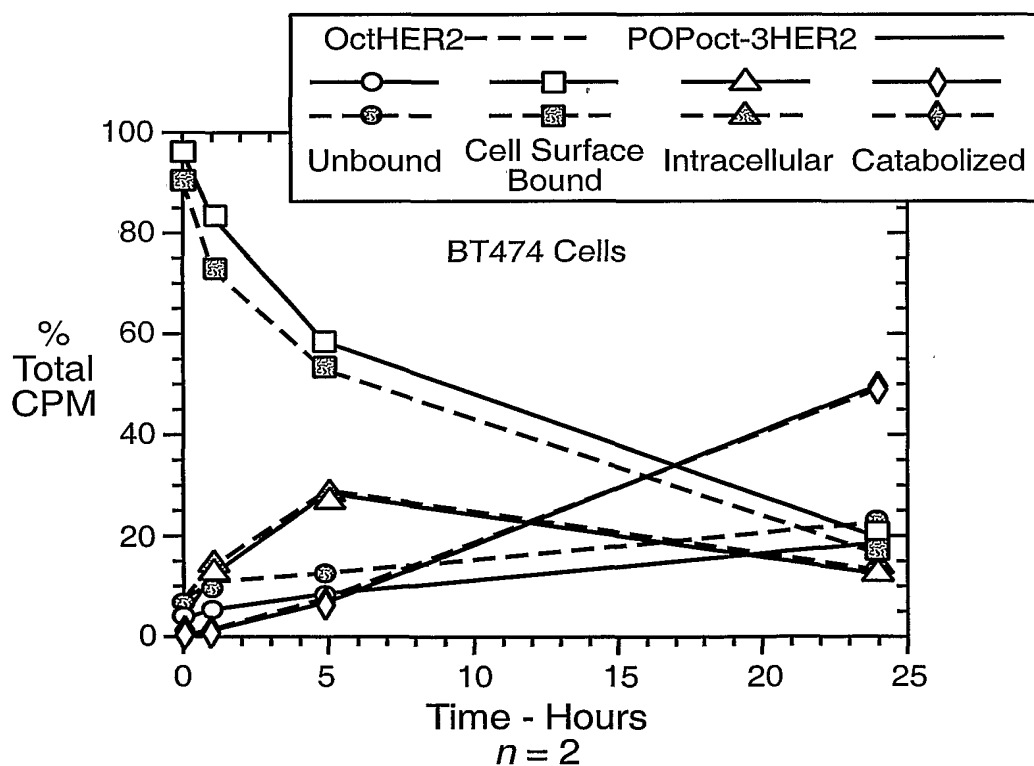 OctHER2 POPoct-3HER2
Unbound Cell Surface Bound Intracellular Catabolized
BT474 Cells
% Total CPM
100
80
60
40
20
0
0 5 10 15 20 25
Time - Hours
n = 2